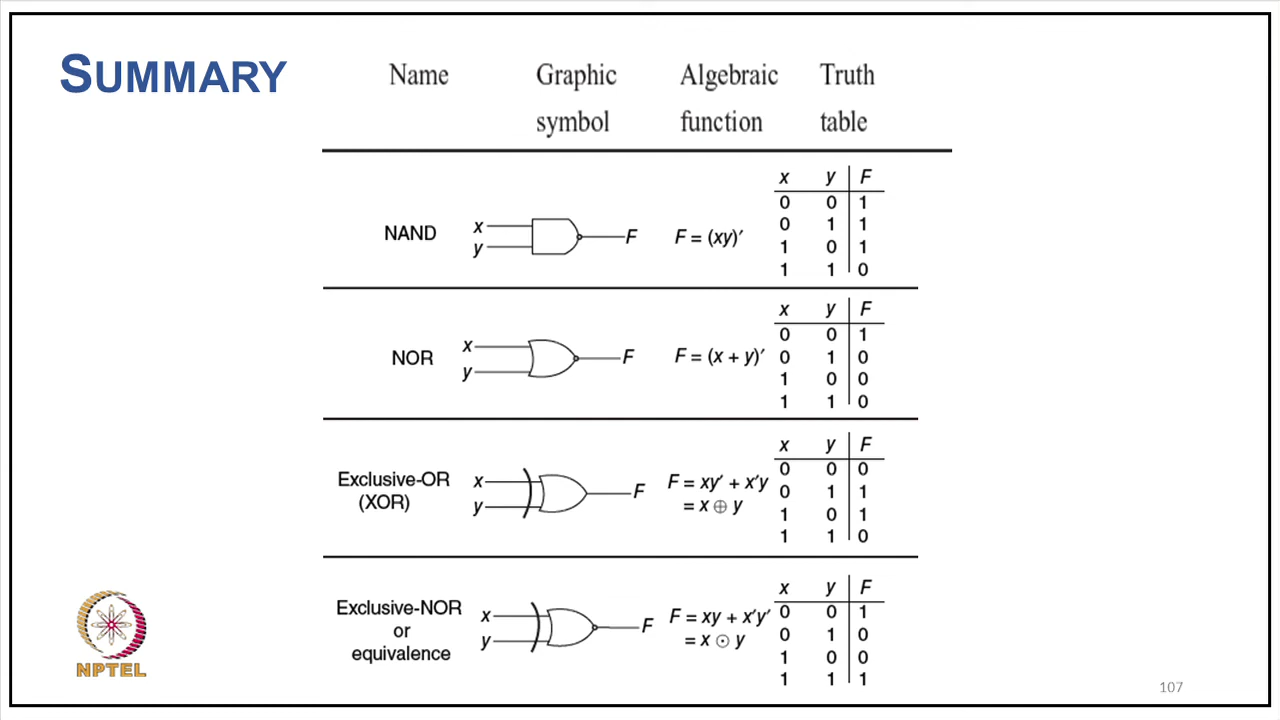 SUMMARY
Name Graphic symbol Algebraic function Truth table
x y F
NAND x y F F = (xy)′
0 0 1
0 1 1
1 0 1
1 1 0
x y F
NOR x y F F = (x + y)′
0 0 1
0 1 0
1 0 0
1 1 0
x y F
Exclusive-OR (XOR) x y F F = xy′ + x′y
= x ⊕ y
0 0 0
0 1 1
1 0 1
1 1 0
x y F
Exclusive-NOR or equivalence x y F F = xy + x′y′
= x ⊙ y
0 0 1
0 1 0
1 0 0
1 1 1
NPTEL
107